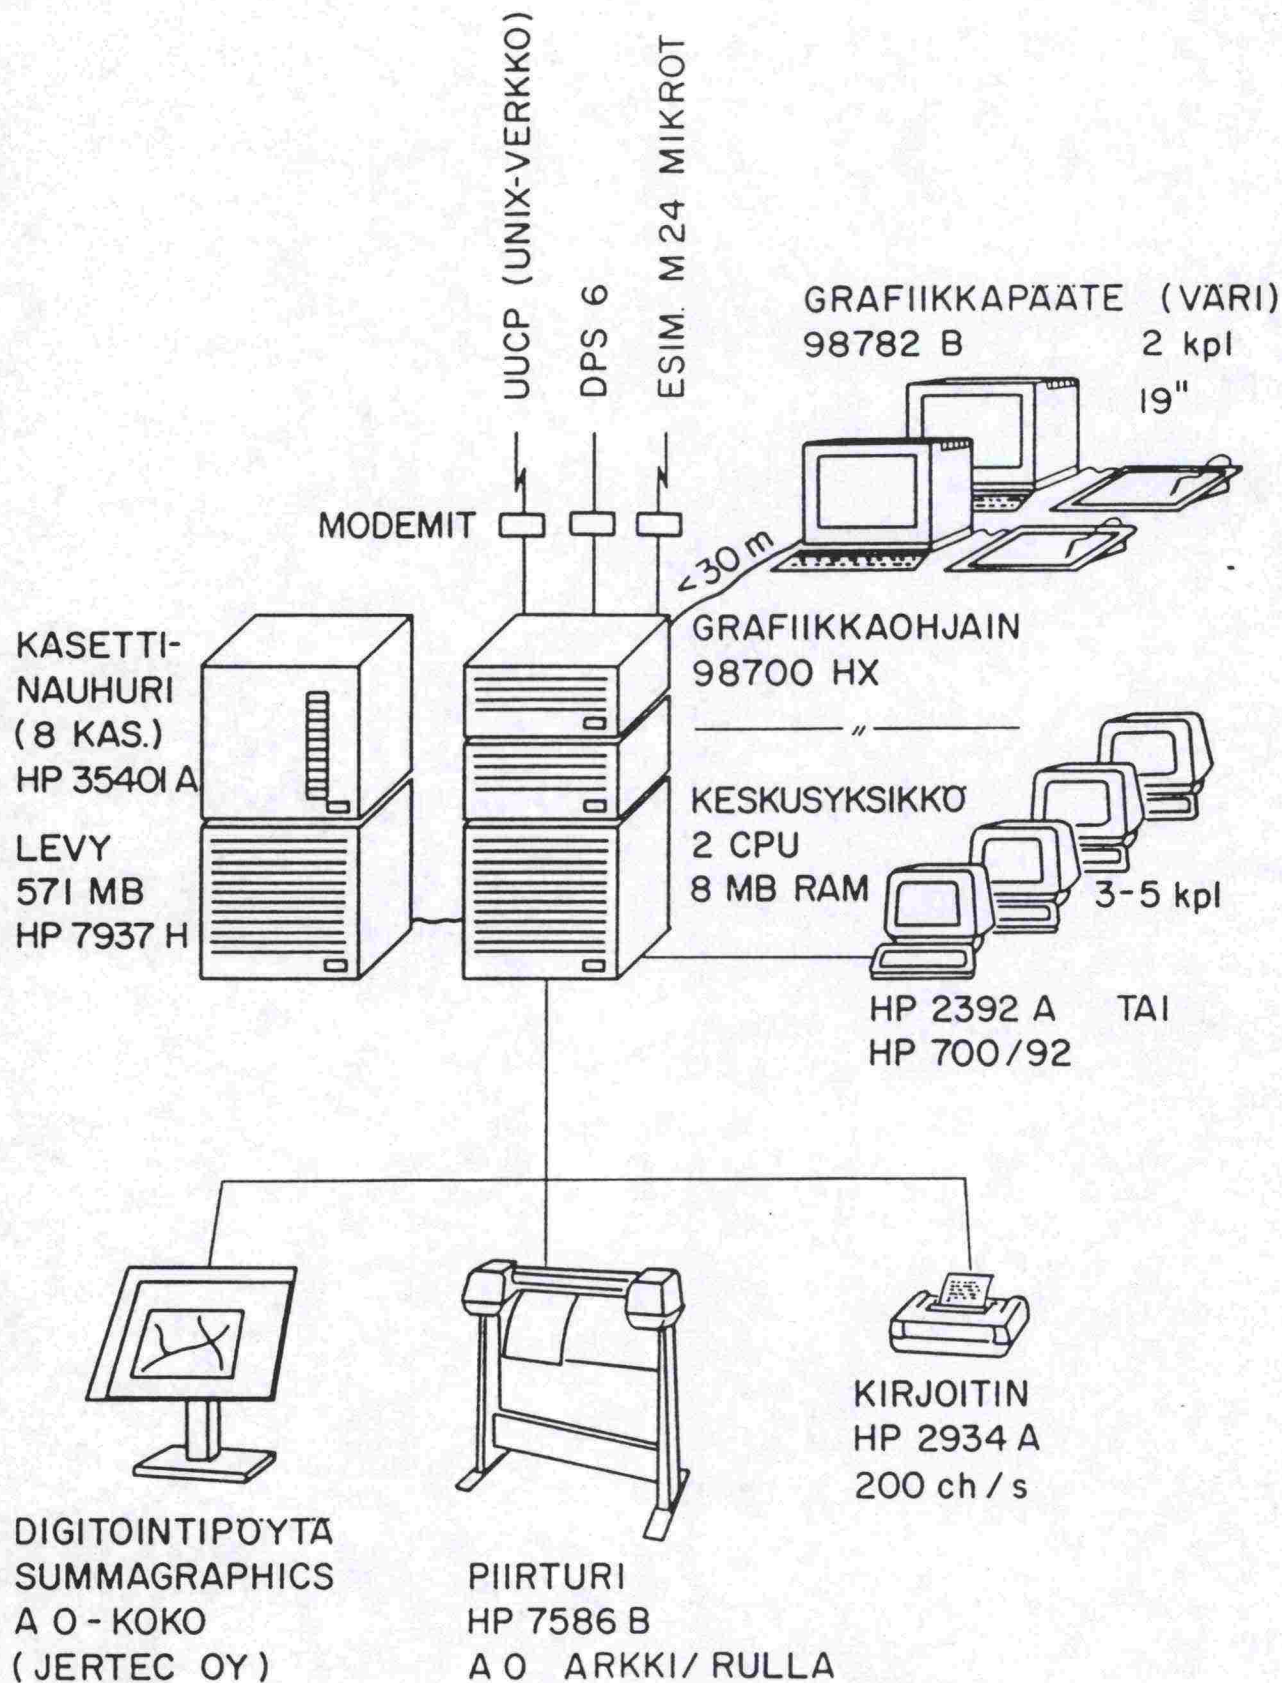 UUCP (UNIX-VERKKO)
DPS 6
ESIM. M 24 MIKROT
GRAFIIKKAPÄÄTE (VÄRI)
98782 B 2 kpl
19"
MODEMIT
<30 m
KASETTI-
NAUHURI
(8 KAS.)
HP 35401 A
GRAFIIKKAOHJAIN
98700 HX
— " —
LEVY
571 MB
HP 7937 H
KESKUSYKSIKKÖ
2 CPU
8 MB RAM
3-5 kpl
HP 2392 A TAI
HP 700/92
DIGITOINTIPÖYTÄ
SUMMAGRAPHICS
A O - KOKO
(JERTEC OY)
PIIRTURI
HP 7586 B
A O ARKKI/ RULLA
KIRJOITIN
HP 2934 A
200 ch / s